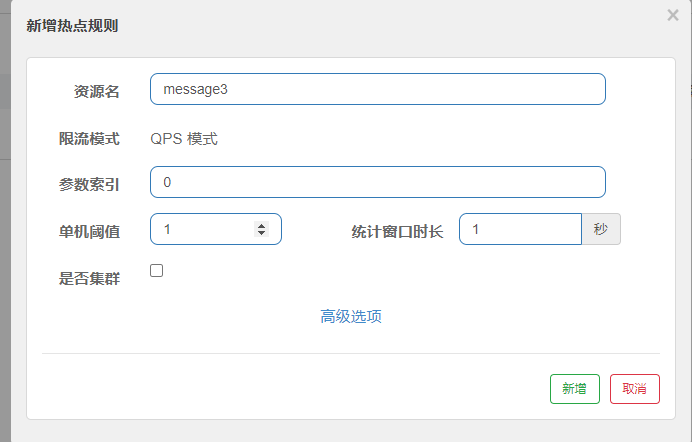 新增热点规则
×
资源名 message3
限流模式 QPS 模式
参数索引 0
单机阈值 1 统计窗口时长 1 秒
是否集群
高级选项
新增 取消